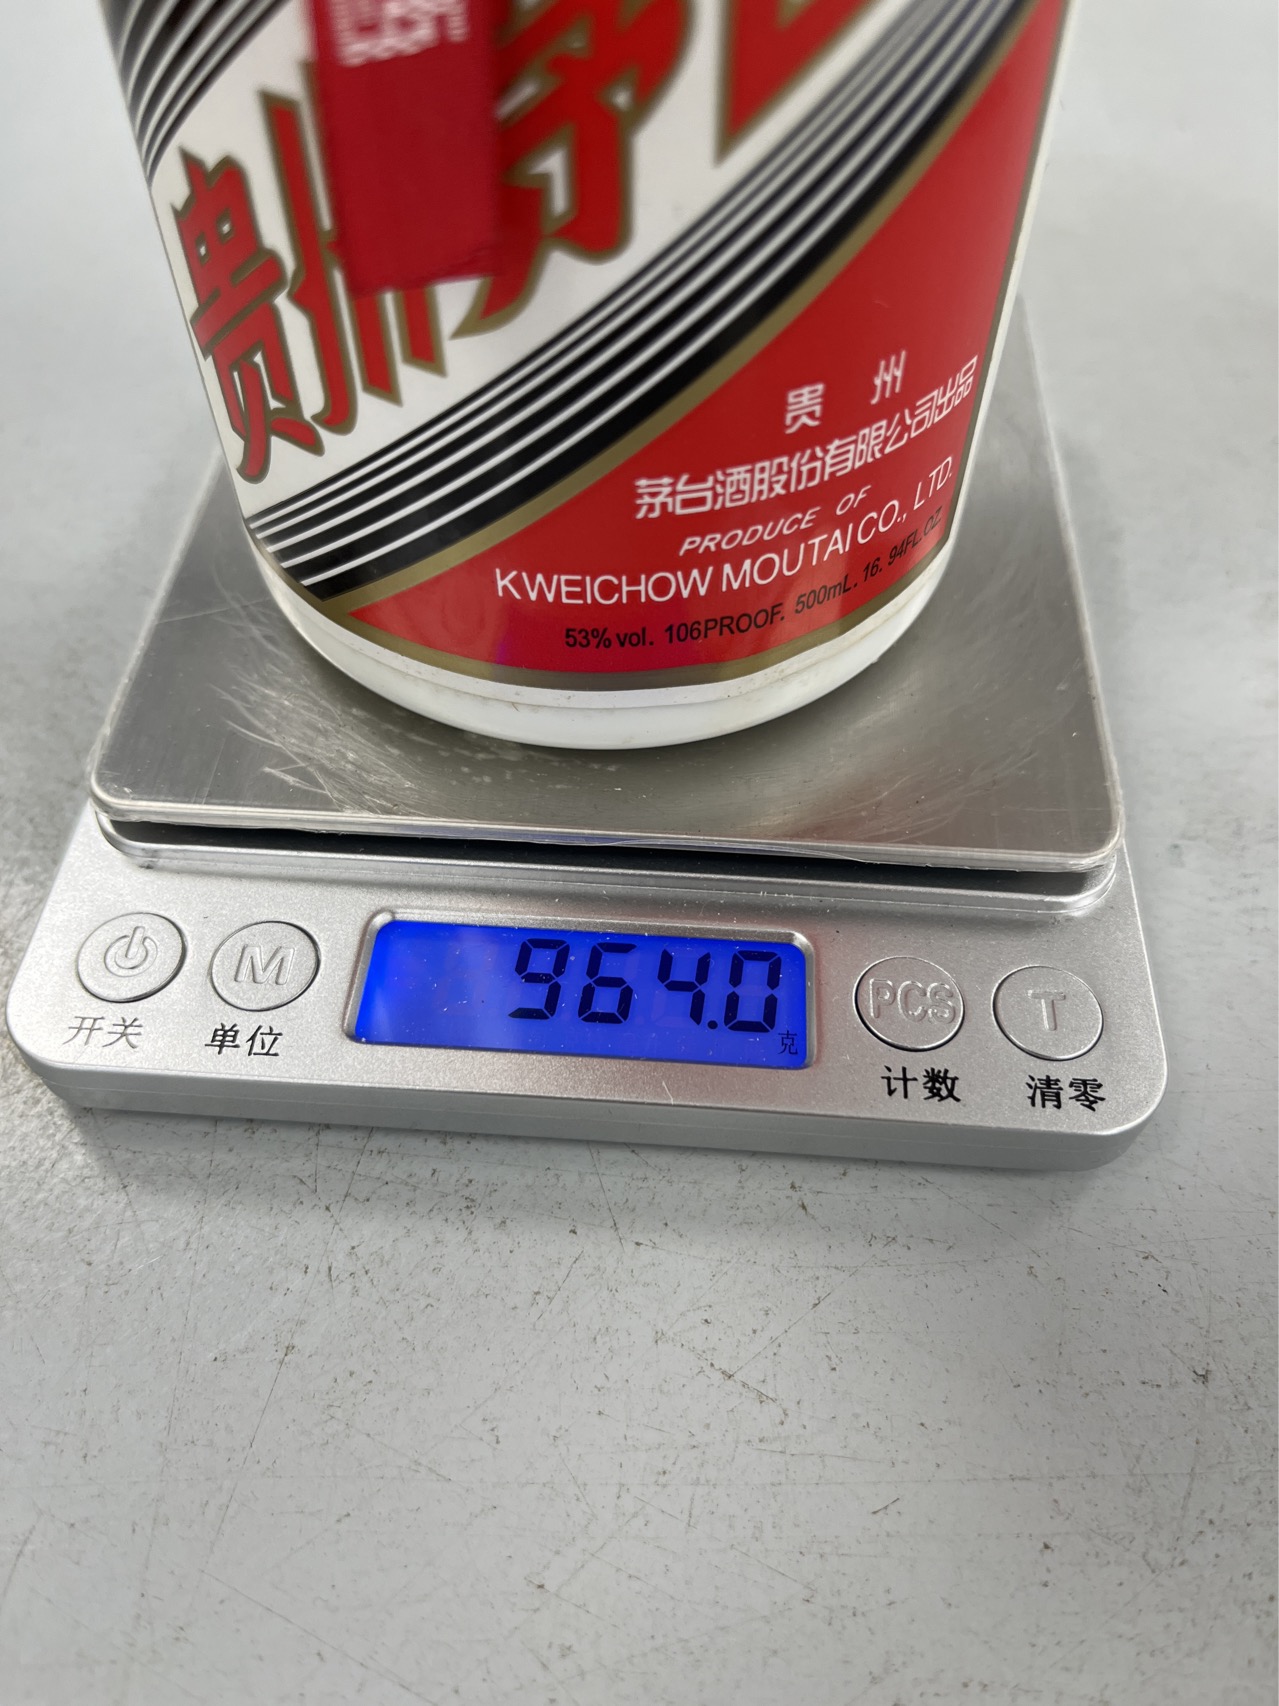 贵州茅
贵 州
茅台酒股份有限公司出品
PRODUCE OF
KWEICHOW MOUTAI CO., LTD.
53% vol. 106PROOF. 500mL. 16. 94FL.OZ
964.0
克
M
PCS
T
开关
单位
计数
清零